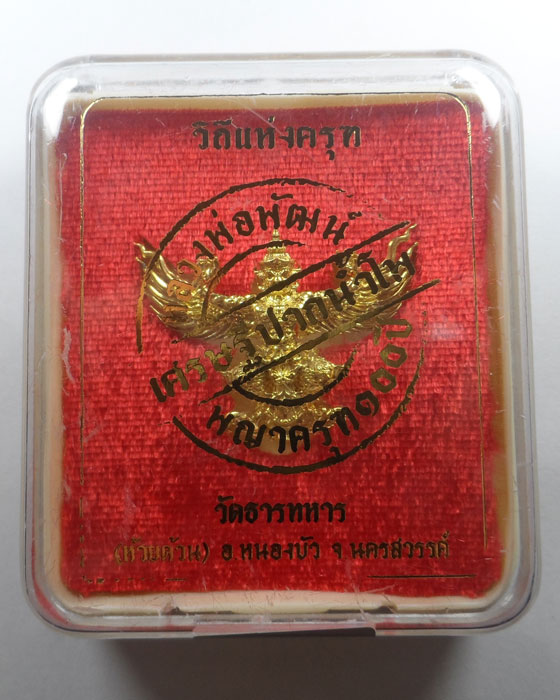 วิถีแห่งครุฑ
หลวงพ่อพัฒน์
เศรษฐีปากน้ำโพ
พญาครุฑ๑๐๐ปี
วัดธารทหาร
(ห้วยด้วน) อ.หนองบัว จ.นครสวรรค์